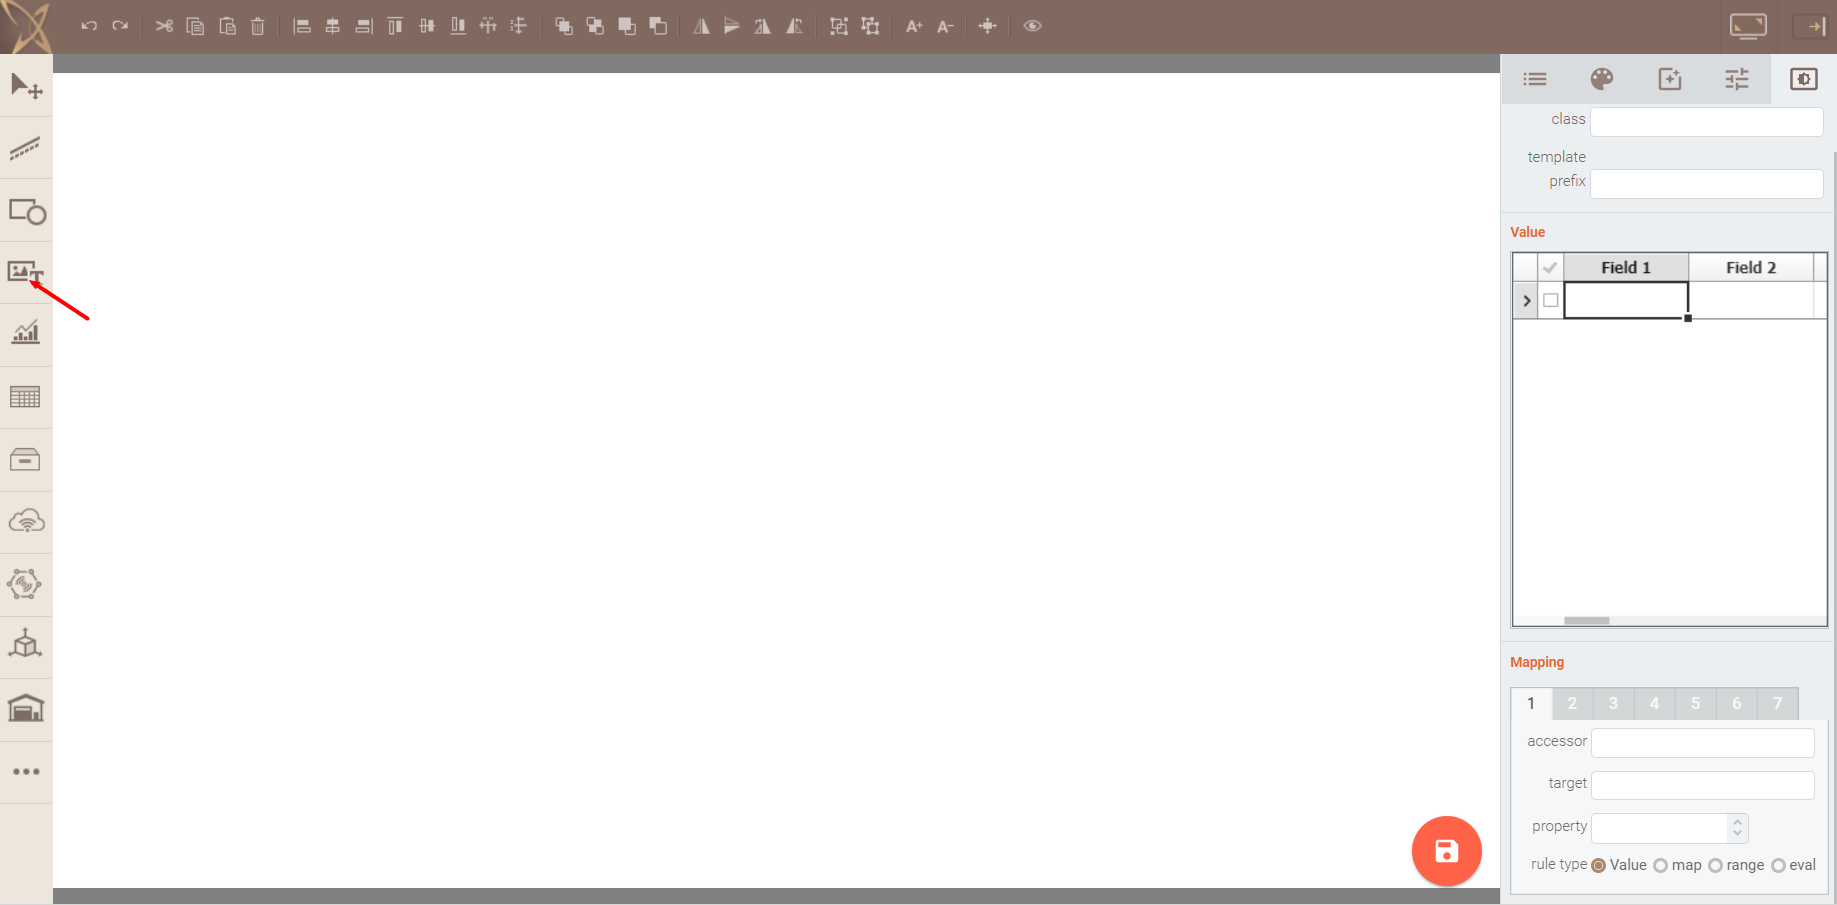 A+ A-
class
template
prefix
Value
Field 1 Field 2
Mapping
1 2 3 4 5 6 7
accessor
target
property
rule type Value map range eval